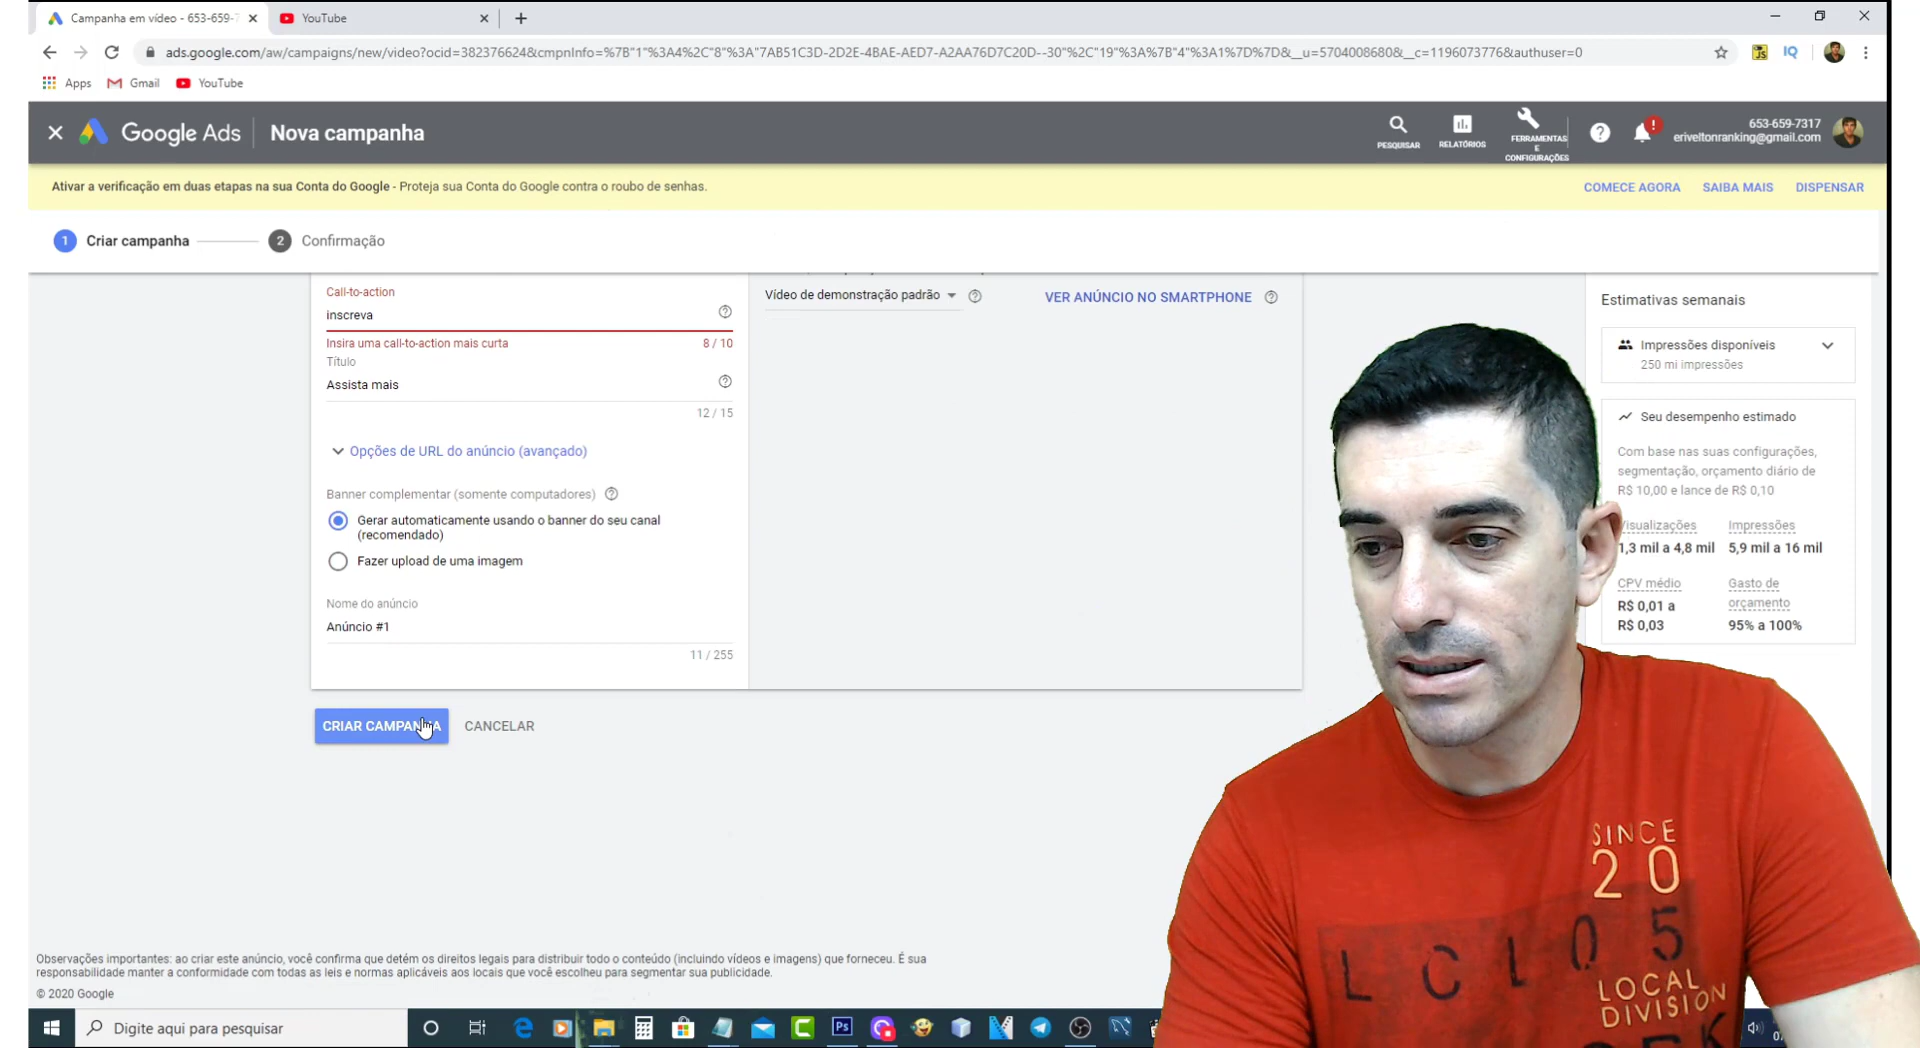 Campanha em vídeo - 653-659-7
YouTube
ads.google.com/aw/campaigns/new/video?ocid=382376624&cmpnInfo=%7B"1"%3A4%2C"8"%3A"7AB51C3D-2D2E-4BAE-AED7-A2AA76D7C20D--30"%2C"19"%3A%7B"4"%3A1%7D%7D&__u=5704008680&__c=1196073776&authuser=0
IQ
Apps
Gmail
YouTube
Google Ads
Nova campanha
PESQUISAR
RELATÓRIOS
FERRAMENTAS
E
CONFIGURAÇÕES
653-659-7317
eriveltonranking@gmail.com
Ativar a verificação em duas etapas na sua Conta do Google - Proteja sua Conta do Google contra o roubo de senhas.
COMECE AGORA
SAIBA MAIS
DISPENSAR
1
Criar campanha
2
Confirmação
Call-to-action
inscreva
Insira uma call-to-action mais curta
8 / 10
Título
Assista mais
12 / 15
Opções de URL do anúncio (avançado)
Banner complementar (somente computadores)
Gerar automaticamente usando o banner do seu canal
(recomendado)
Fazer upload de uma imagem
Nome do anúncio
Anúncio #1
11 / 255
Vídeo de demonstração padrão
VER ANÚNCIO NO SMARTPHONE
Estimativas semanais
Impressões disponíveis
250 mi impressões
Seu desempenho estimado
Com base nas suas configurações,
segmentação, orçamento diário de
R$ 10,00 e lance de R$ 0,10
Visualizações
Impressões
1,3 mil a 4,8 mil
5,9 mil a 16 mil
CPV médio
Gasto de
orçamento
R$ 0,01 a
R$ 0,03
95% a 100%
CRIAR CAMPANHA
CANCELAR
SINCE
20
LCL05
LOCAL
DIVISION
Observações importantes: ao criar este anúncio, você confirma que detém os direitos legais para distribuir todo o conteúdo (incluindo vídeos e imagens) que forneceu. É sua
responsabilidade manter a conformidade com todas as leis e normas aplicáveis aos locais que você escolheu para segmentar sua publicidade.
© 2020 Google
Digite aqui para pesquisar
Ps